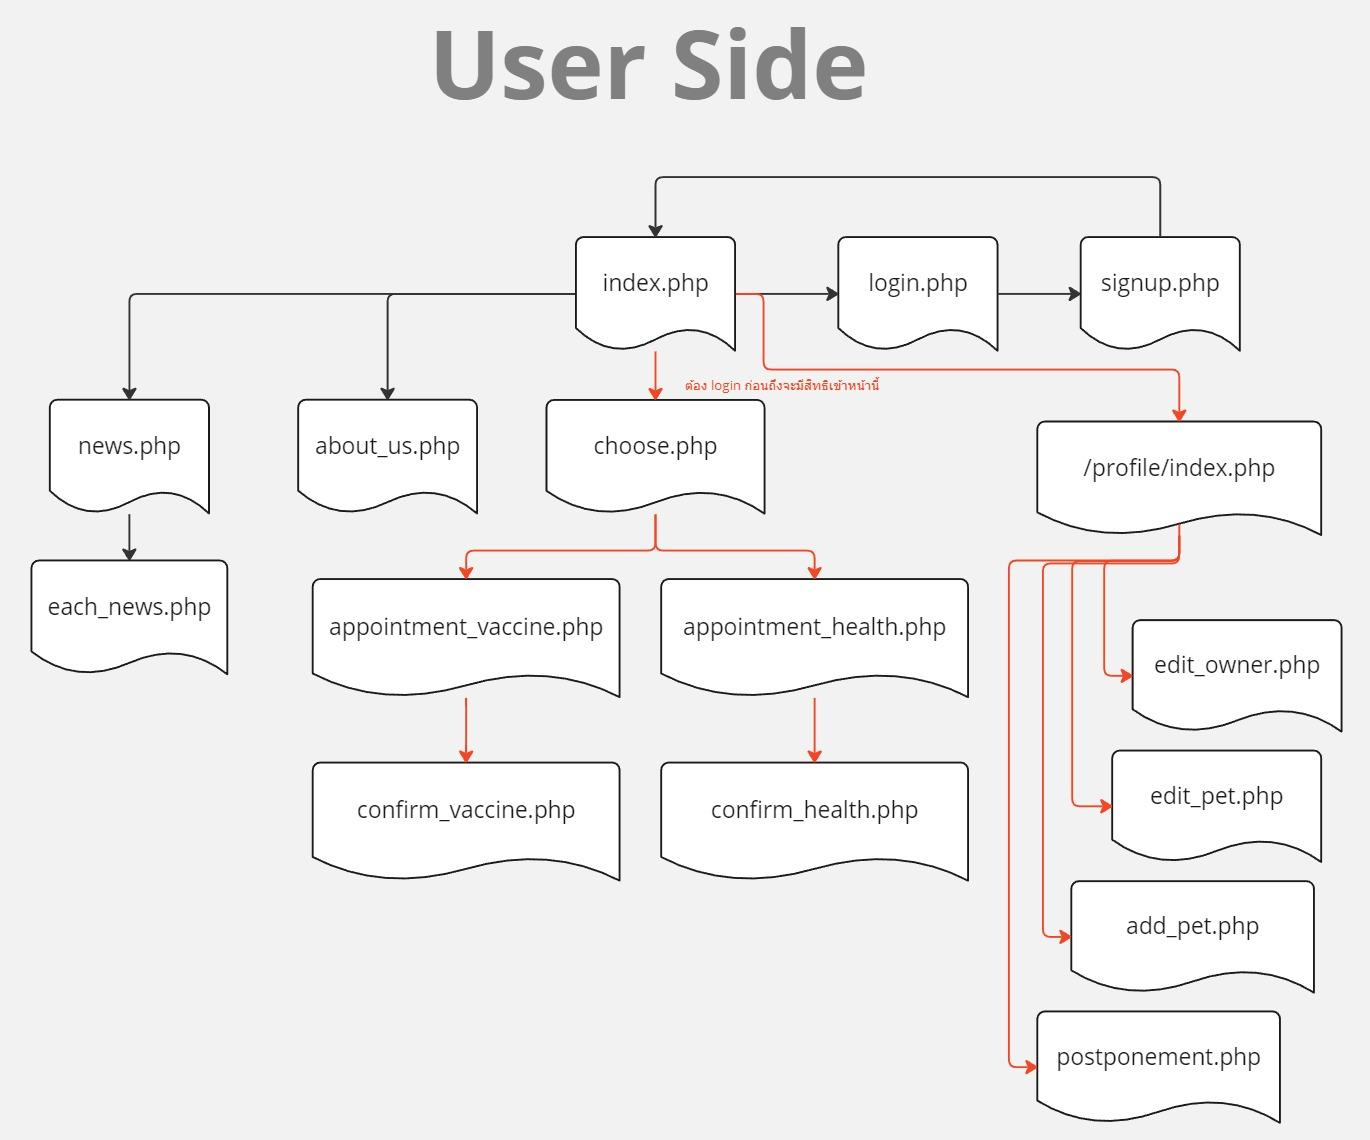 User Side
index.php
login.php
signup.php
ต้อง login ก่อนถึงจะมีสิทธิเข้าหน้านี้
news.php
about_us.php
choose.php
/profile/index.php
each_news.php
appointment_vaccine.php
appointment_health.php
edit_owner.php
confirm_vaccine.php
confirm_health.php
edit_pet.php
add_pet.php
postponement.php